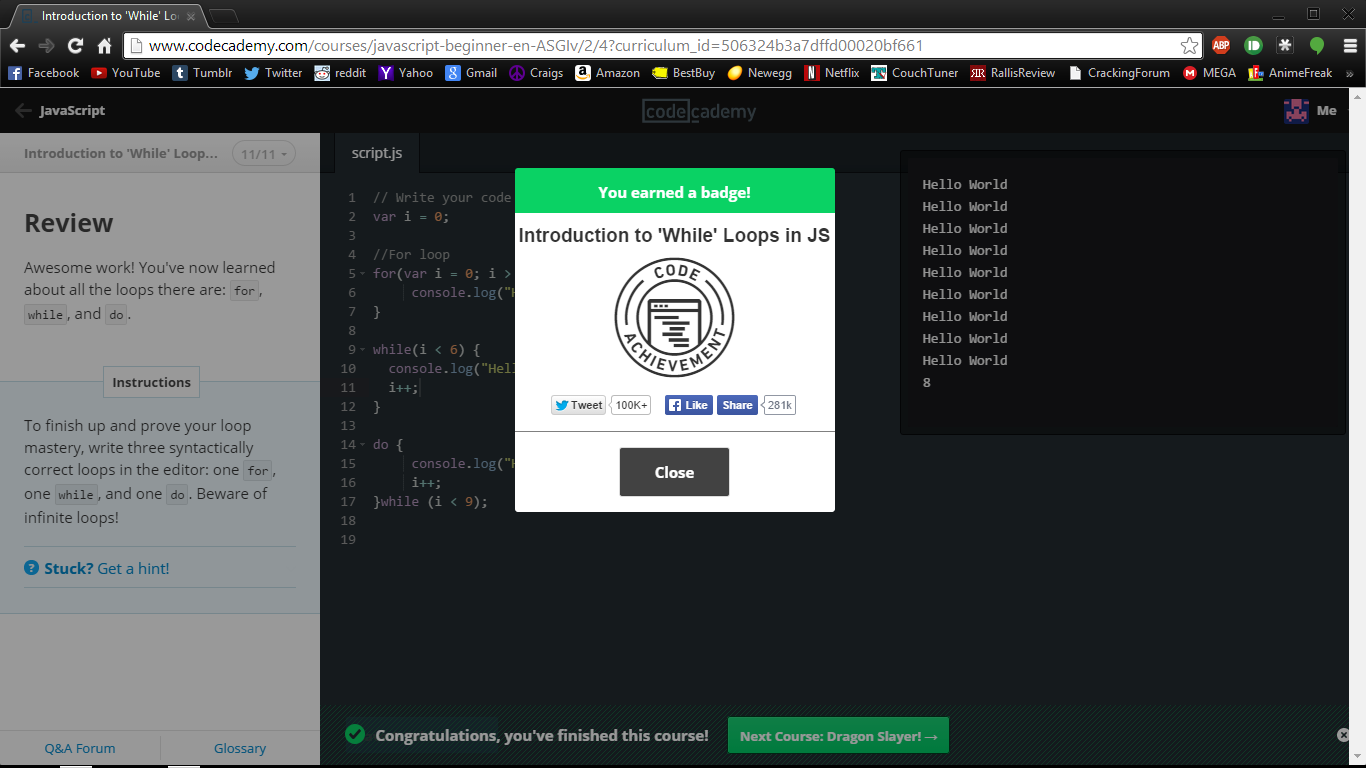 Introduction to 'While' Lo
www.codecademy.com/courses/javascript-beginner-en-ASGIv/2/4?curriculum_id=506324b3a7dffd00020bf661
ABP
Facebook YouTube Tumblr Twitter reddit Yahoo Gmail Craigs Amazon BestBuy Newegg Netflix CouchTuner RallisReview CrackingForum MEGA AnimeFreak »
JavaScript
codecademy
Me
Introduction to 'While' Loop... 11/11
script.js
Review
Awesome work! You've now learned
about all the loops there are: for,
while, and do.
Instructions
To finish up and prove your loop
mastery, write three syntactically
correct loops in the editor: one for,
one while, and one do. Beware of
infinite loops!
Stuck? Get a hint!
Q&A Forum Glossary
1 // Write your code
2 var i = 0;
3
4 //For loop
5 for(var i = 0; i >
6 console.log("H
7 }
8
9 while(i < 6) {
10 console.log("Hell
11 i++;
12 }
13
14 do {
15 console.log("H
16 i++;
17 }while (i < 9);
18
19
You earned a badge!
Introduction to 'While' Loops in JS
CODE
ACHIEVEMENT
Tweet 100K+ Like Share 281k
Close
Hello World
Hello World
Hello World
Hello World
Hello World
Hello World
Hello World
Hello World
Hello World
8
Congratulations, you've finished this course!
Next Course: Dragon Slayer! →